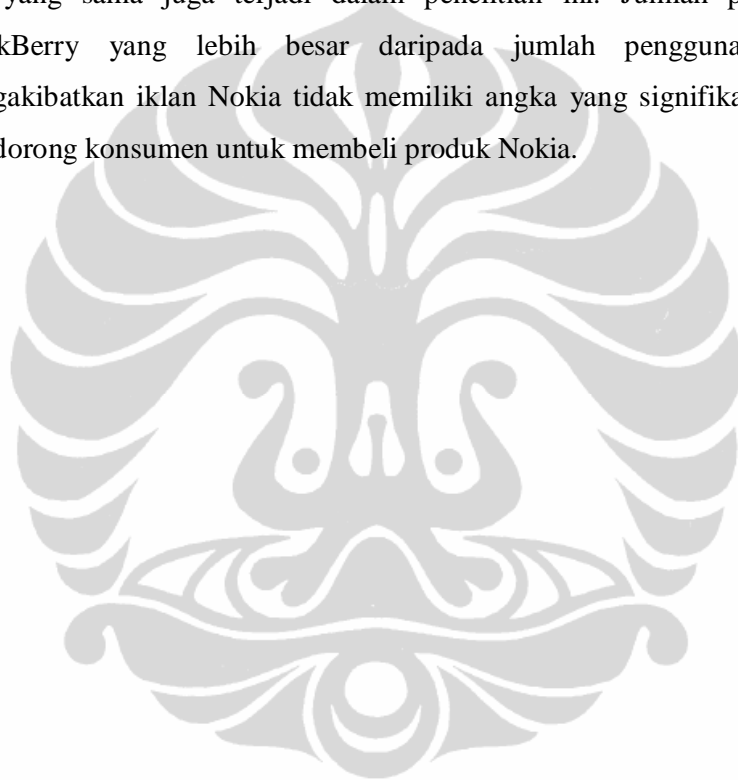 yang sama juga terjadi dalam penelitian ini. Jumlah p
kBerry yang lebih besar daripada jumlah pengguna
gakibatkan iklan Nokia tidak memiliki angka yang signifika
dorong konsumen untuk membeli produk Nokia.